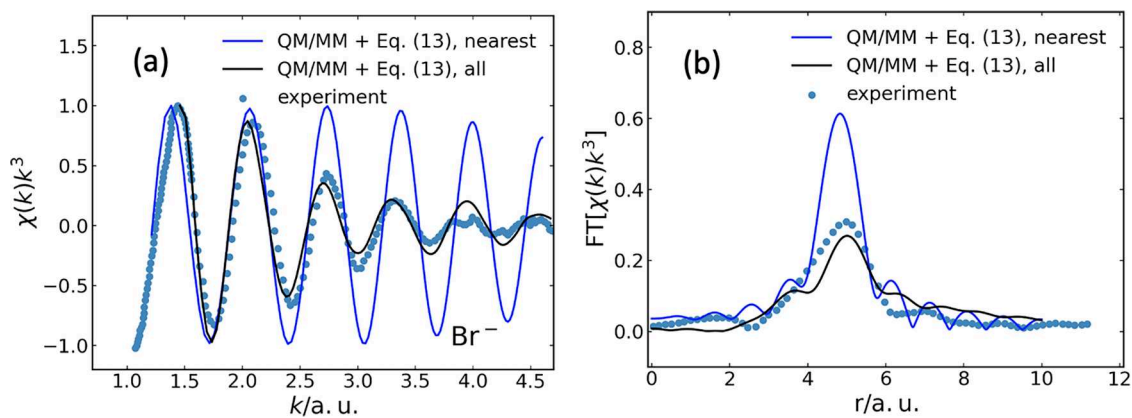 (a)
QM/MM + Eq. (13), nearest
QM/MM + Eq. (13), all
experiment
1.5
1.0
0.5
0.0
−0.5
−1.0
χ(k)k³
Br⁻
1.0 1.5 2.0 2.5 3.0 3.5 4.0 4.5
k/a. u.
(b)
QM/MM + Eq. (13), nearest
QM/MM + Eq. (13), all
experiment
0.8
0.6
0.4
0.2
0.0
FT[χ(k)k³]
0 2 4 6 8 10 12
r/a. u.